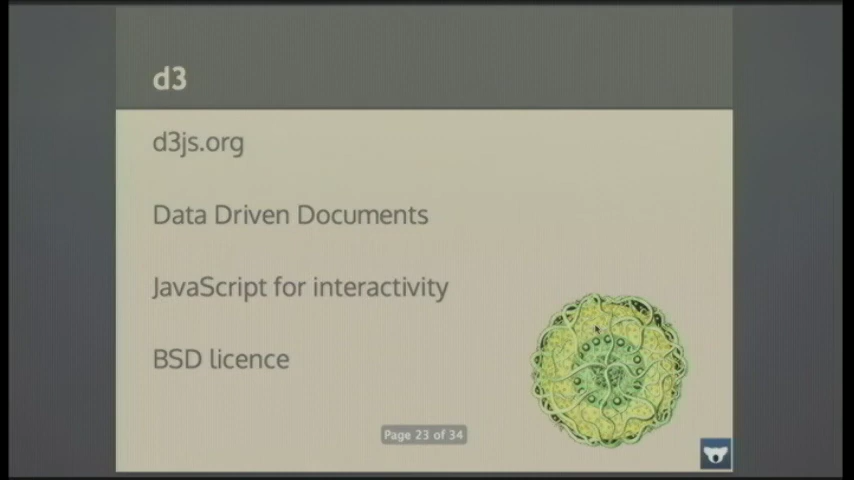 d3
d3js.org
Data Driven Documents
JavaScript for interactivity
BSD licence
Page 23 of 34